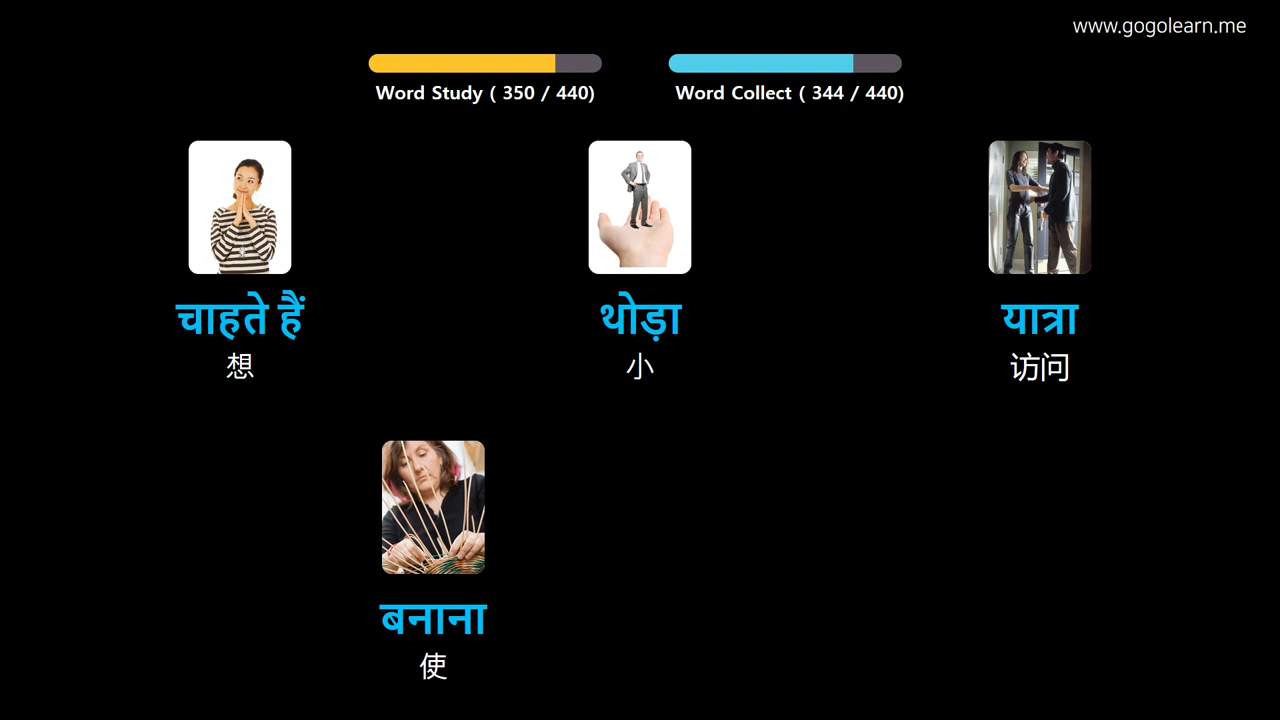 www.gogolearn.me
Word Study ( 350 / 440)
Word Collect ( 344 / 440)
चाहते हैं
想
थोड़ा
小
यात्रा
访问
बनाना
使